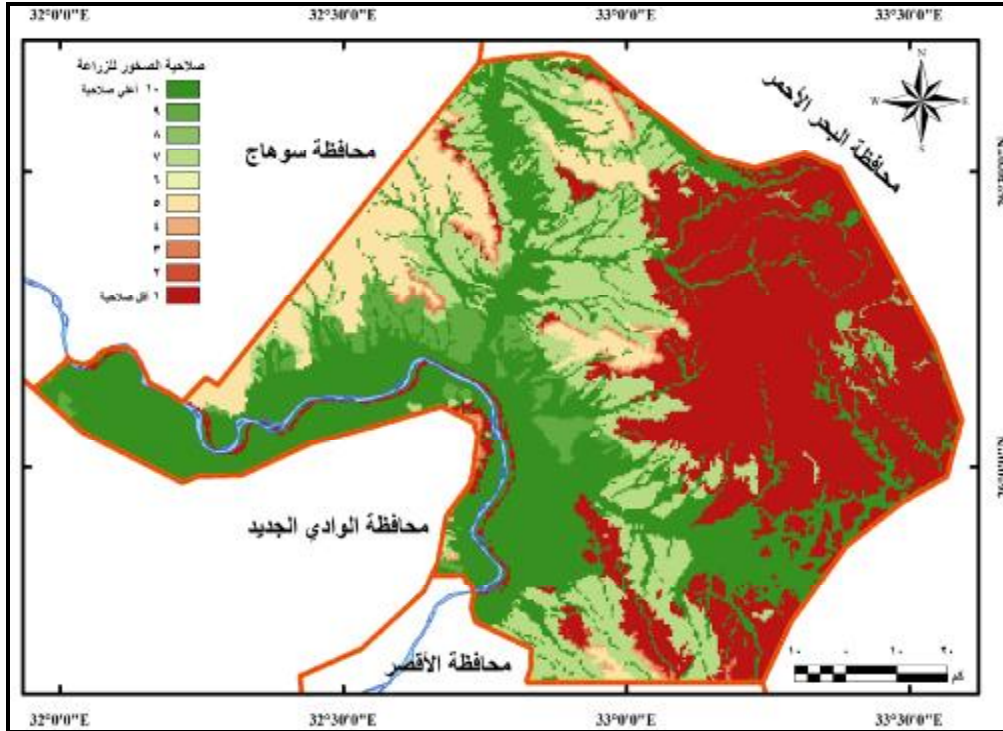 32°0'0"E
32°30'0"E
33°0'0"E
33°30'0"E
صلاحية الصخور للزراعة
١٠ أعلي صلاحية
٩
٨
٧
٦
٥
٤
٣
٢
١ أقل صلاحية
N
W
E
S
محافظة البحر الأحمر
محافظة سوهاج
محافظة الوادي الجديد
محافظة الأقصر
١٠ ٠ ١٠ ٢٠
كم
32°0'0"E
32°30'0"E
33°0'0"E
33°30'0"E